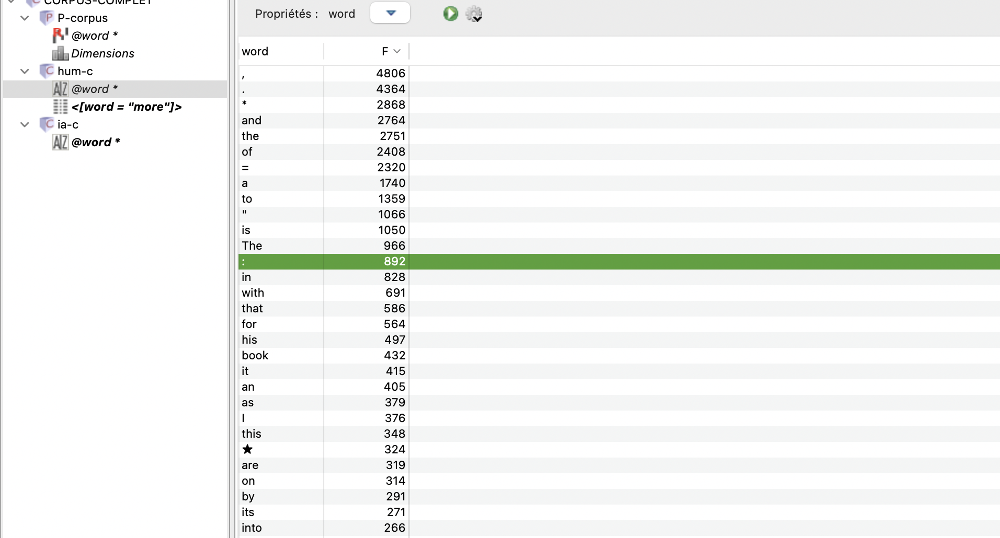 CORPUS-COMPLET
P-corpus
@word *
Dimensions
hum-c
@word *
<[word = "more"]>
ia-c
@word *
Propriétés : word
word F
, 4806
. 4364
* 2868
and 2764
the 2751
of 2408
= 2320
a 1740
to 1359
" 1066
is 1050
The 966
: 892
in 828
with 691
that 586
for 564
his 497
book 432
it 415
an 405
as 379
I 376
this 348
★ 324
are 319
on 314
by 291
its 271
into 266